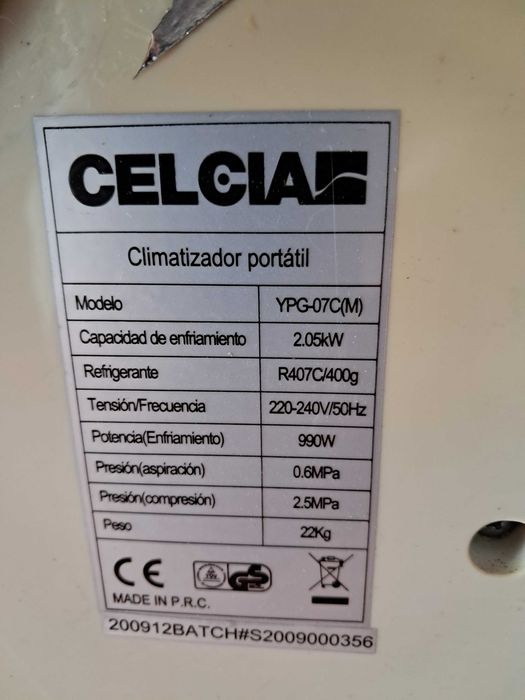 CELCIA
Climatizador portátil
Modelo YPG-07C(M)
Capacidad de enfriamiento 2.05kW
Refrigerante R407C/400g
Tensión/Frecuencia 220-240V/50Hz
Potencia(Enfriamiento) 990W
Presión(aspiración) 0.6MPa
Presión(compresión) 2.5MPa
Peso 22Kg
CE GS
MADE IN P.R.C.
200912BATCH#S2009000356